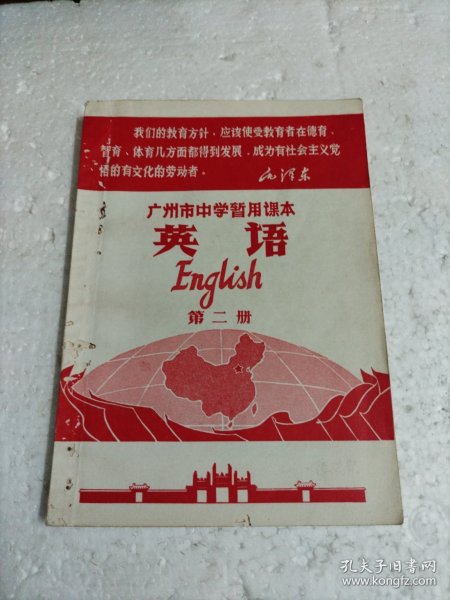 我们的教育方针,应该使受教育者在德育、
智育、体育几方面都得到发展,成为有社会主义觉
悟的有文化的劳动者。
毛泽东
广州市中学暂用课本
英语
English
第二册
孔夫子旧书网
www.kongfz.com